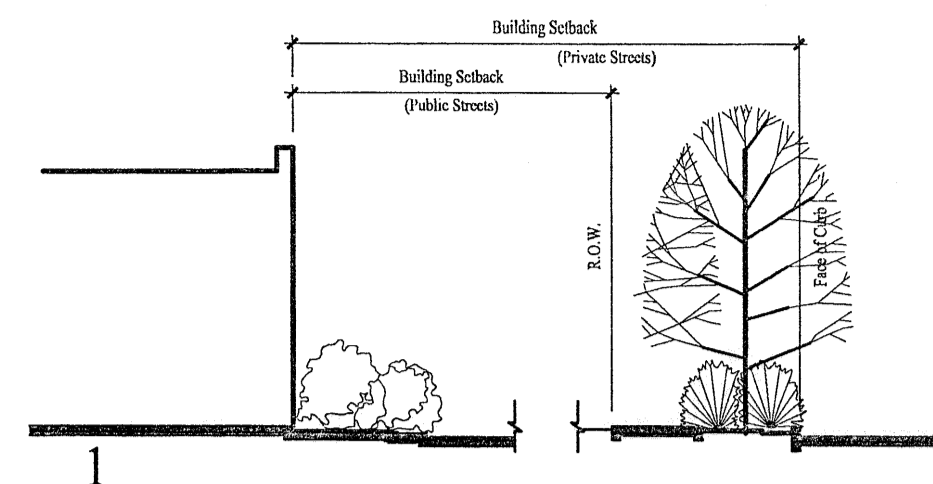 Building Setback
(Private Streets)
Building Setback
(Public Streets)
R.O.W.
Face of Curb
1